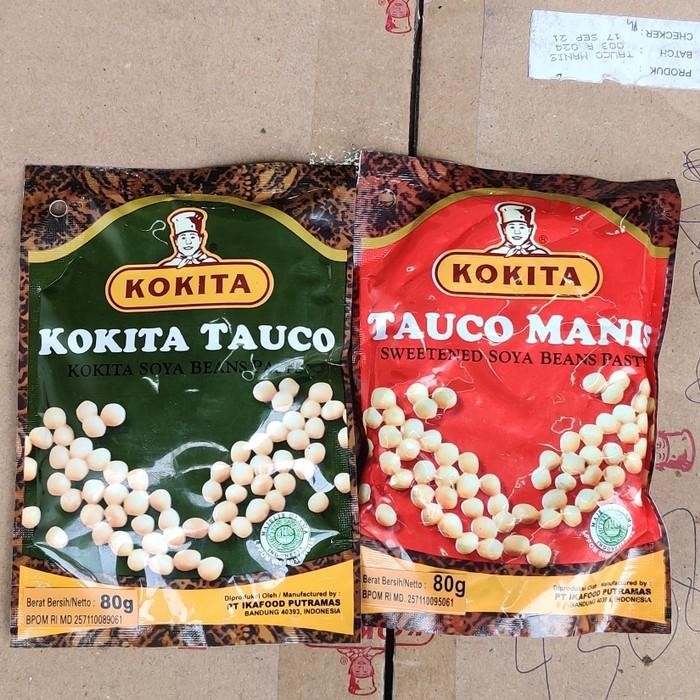 PRODUK : TAUCO MANIS
BATCH : 003 R 024
CHECKER: 17 SEP 21
KOKITA
KOKITA TAUCO
KOKITA SOYA BEANS PASTE
Berat Bersih/Netto : 80g
BPOM RI MD 257110089061
Diproduksi Oleh / Manufactured by :
PT IKAFOOD PUTRAMAS
BANDUNG 40393, INDONESIA
KOKITA
TAUCO MANIS
SWEETENED SOYA BEANS PASTE
Berat Bersih/Netto : 80g
BPOM RI MD. 257110095061
Diproduksi Oleh / Manufactured by :
PT IKAFOOD PUTRAMAS
BANDUNG 40393, INDONESIA